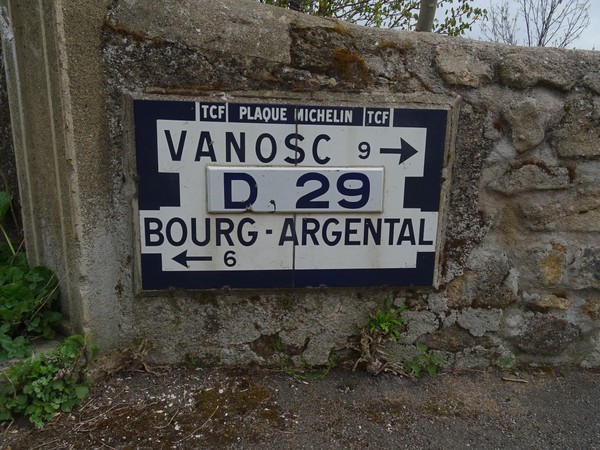 TCF PLAQUE MICHELIN TCF
VANOSC 9 →
D 29
BOURG-ARGENTAL
← 6